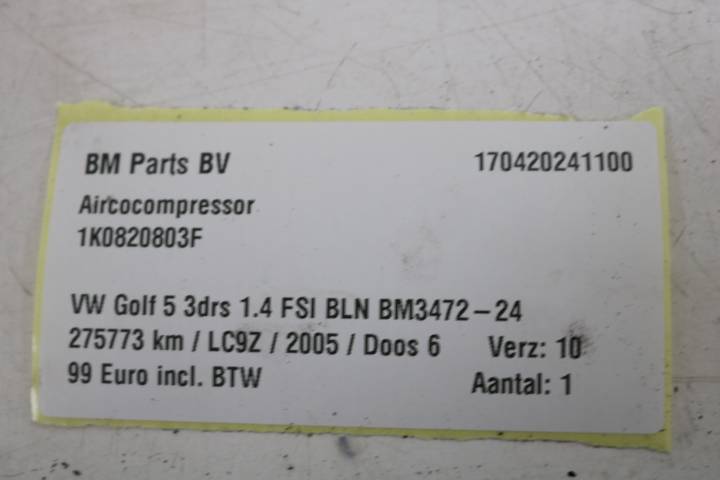 BM Parts BV 170420241100
Aircocompressor
1K0820803F
VW Golf 5 3drs 1.4 FSI BLN BM3472-24
275773 km / LC9Z / 2005 / Doos 6 Verz: 10
99 Euro incl. BTW Aantal: 1